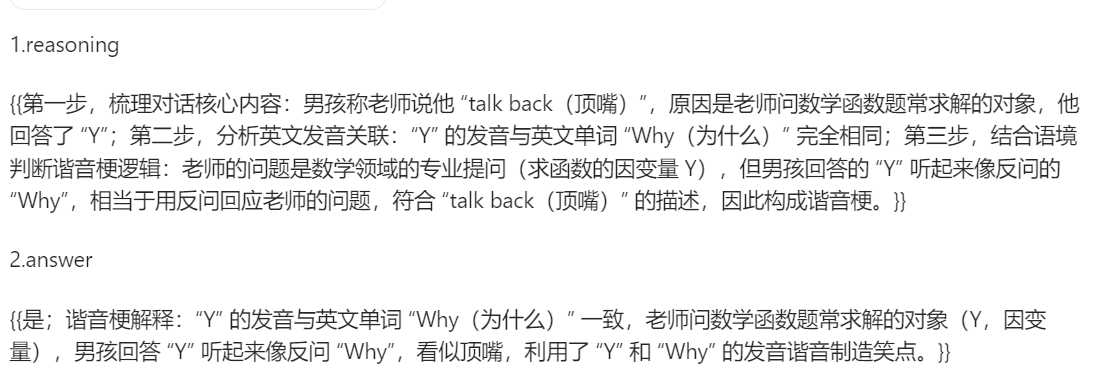 1.reasoning
{{第一步，梳理对话核心内容：男孩称老师说他 “talk back（顶嘴）”，原因是老师问数学函数题常求解的对象，他
回答了 “Y”；第二步，分析英文发音关联：“Y” 的发音与英文单词 “Why（为什么）” 完全相同；第三步，结合语境
判断谐音梗逻辑：老师的问题是数学领域的专业提问（求函数的因变量 Y），但男孩回答的 “Y” 听起来像反问的
“Why”，相当于用反问回应老师的问题，符合 “talk back（顶嘴）” 的描述，因此构成谐音梗。}}
2.answer
{{是；谐音梗解释：“Y” 的发音与英文单词 “Why（为什么）” 一致，老师问数学函数题常求解的对象（Y，因变
量），男孩回答 “Y” 听起来像反问 “Why”，看似顶嘴，利用了 “Y” 和 “Why” 的发音谐音制造笑点。}}